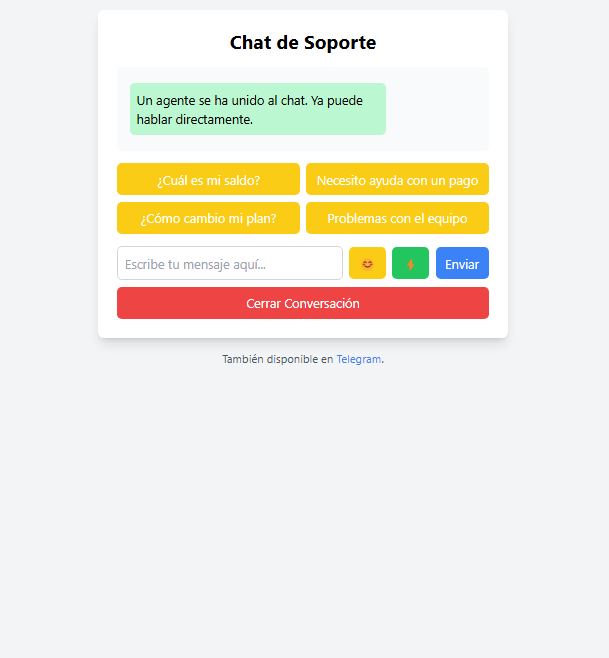 Chat de Soporte
Un agente se ha unido al chat. Ya puede
hablar directamente.
¿Cuál es mi saldo?
Necesito ayuda con un pago
¿Cómo cambio mi plan?
Problemas con el equipo
Escribe tu mensaje aquí...
Enviar
Cerrar Conversación
También disponible en Telegram.